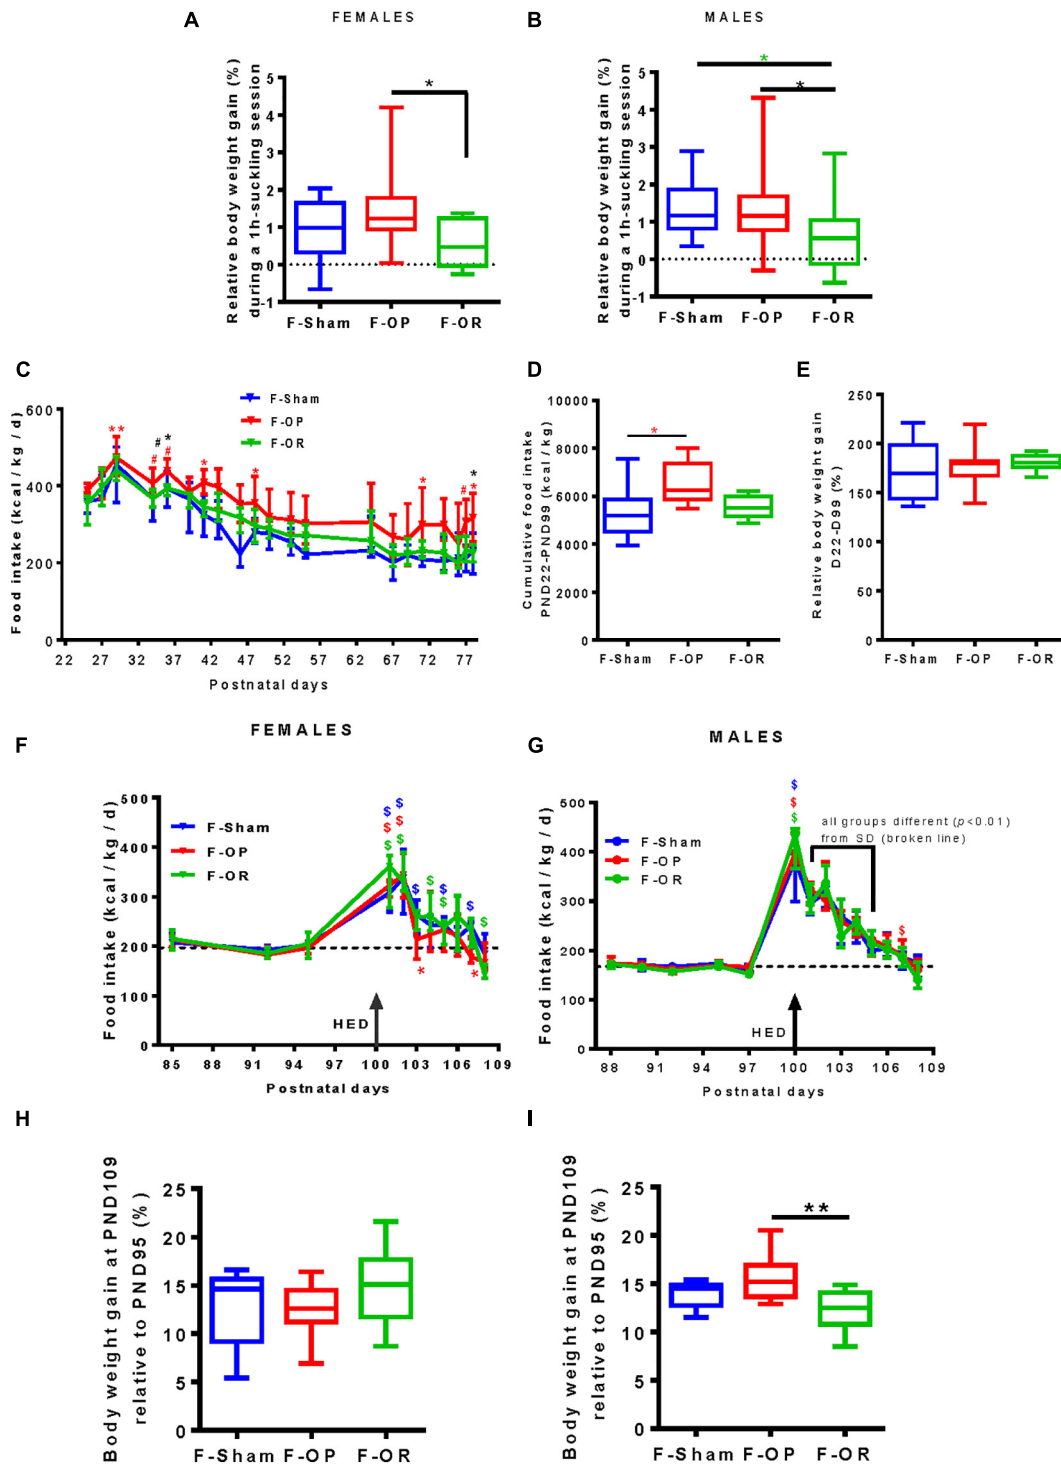 A
FEMALES
B
MALES
Relative body weight gain (%)
during a 1h-suckling session
5
4
3
2
1
0
-1
*
F-Sham
F-OP
F-OR
Relative body weight gain (%)
during a 1h-suckling session
5
4
3
2
1
0
-1
*
*
F-Sham
F-OP
F-OR
C
Food intake (kcal / kg / d)
600
400
200
0
F-Sham
F-OP
F-OR
**
#
#
*
#
*
*
*
#
*
*
22 27 32 37 42 47 52 57 62 67 72 77
Postnatal days
D
Cumulative food intake
PND22-PND99 (kcal / kg)
10000
8000
6000
4000
2000
0
*
F-Sham
F-OP
F-OR
E
Relative body weight gain
D22-D99 (%)
250
200
150
100
50
0
F-Sham
F-OP
F-OR
F
FEMALES
Food intake (kcal / kg / d)
500
400
300
200
100
0
F-Sham
F-OP
F-OR
$
$
$
$
$
$
$
$
$
$
$
$
*
*
HED
85 88 91 94 97 100 103 106 109
Postnatal days
G
MALES
Food intake (kcal / kg / d)
500
400
300
200
100
0
F-Sham
F-OP
F-OR
$
$
$
all groups different (p<0.01)
from SD (broken line)
$
HED
88 91 94 97 100 103 106 109
Postnatal days
H
Body weight gain at PND109
relative to PND95 (%)
25
20
15
10
5
0
F-Sham
F-OP
F-OR
I
Body weight gain at PND109
relative to PND95 (%)
25
20
15
10
5
0
**
F-Sham
F-OP
F-OR